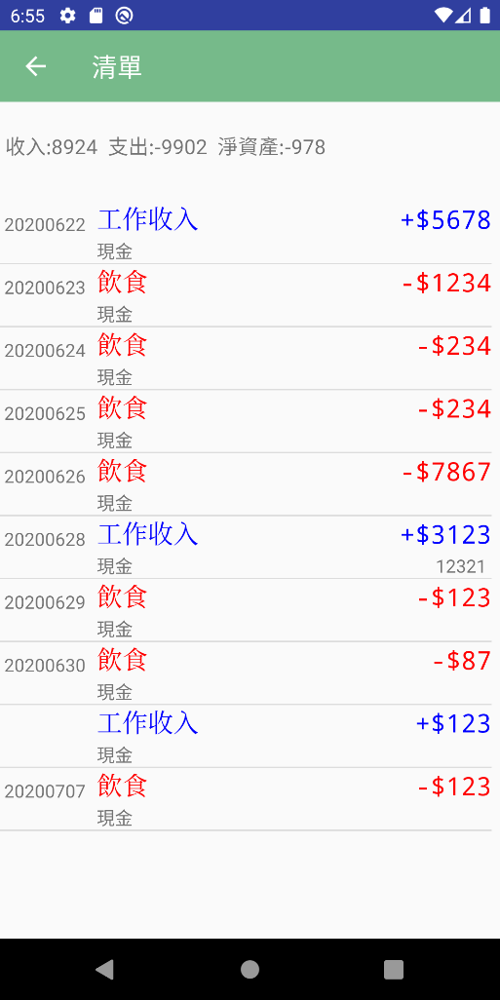 6:55
清單
收入:8924 支出:-9902 淨資產:-978
20200622 工作收入 +$5678
現金
20200623 飲食 -$1234
現金
20200624 飲食 -$234
現金
20200625 飲食 -$234
現金
20200626 飲食 -$7867
現金
20200628 工作收入 +$3123
現金 12321
20200629 飲食 -$123
現金
20200630 飲食 -$87
現金
工作收入 +$123
現金
20200707 飲食 -$123
現金